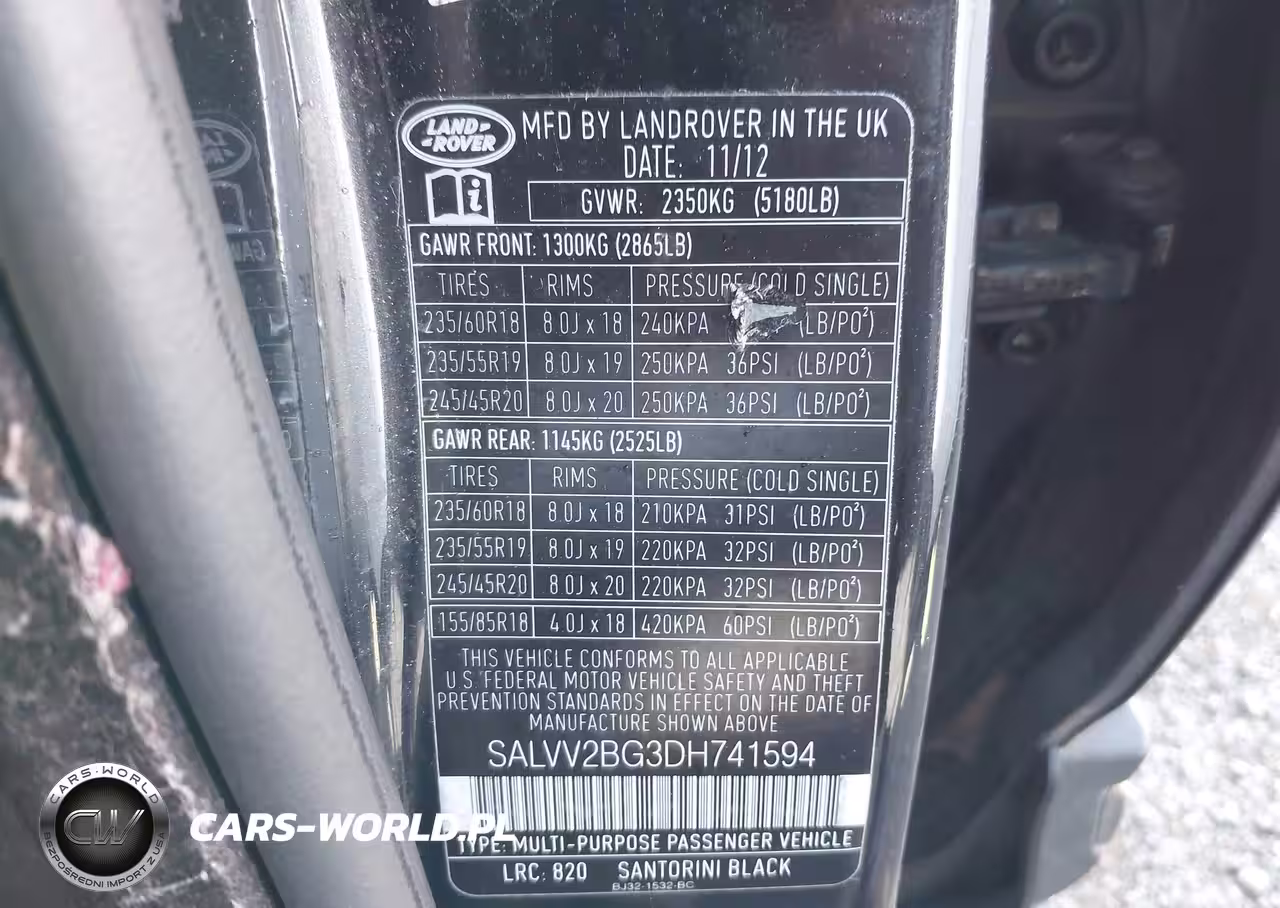 LAND-
-ROVER
MFD BY LANDROVER IN THE UK
DATE: 11/12
GVWR: 2350KG (5180LB)
GAWR FRONT: 1300KG (2865LB)
TIRES RIMS PRESSURE (COLD SINGLE)
235/60R18 8.0J x 18 240KPA (LB/PO²)
235/55R19 8.0J x 19 250KPA 36PSI (LB/PO²)
245/45R20 8.0J x 20 250KPA 36PSI (LB/PO²)
GAWR REAR: 1145KG (2525LB)
TIRES RIMS PRESSURE (COLD SINGLE)
235/60R18 8.0J x 18 210KPA 31PSI (LB/PO²)
235/55R19 8.0J x 19 220KPA 32PSI (LB/PO²)
245/45R20 8.0J x 20 220KPA 32PSI (LB/PO²)
155/85R18 4.0J x 18 420KPA 60PSI (LB/PO²)
THIS VEHICLE CONFORMS TO ALL APPLICABLE
U.S. FEDERAL MOTOR VEHICLE SAFETY AND THEFT
PREVENTION STANDARDS IN EFFECT ON THE DATE OF
MANUFACTURE SHOWN ABOVE
SALVV2BG3DH741594
TYPE: MULTI-PURPOSE PASSENGER VEHICLE
LRC: 820 SANTORINI BLACK
BJ32-1532-BC
CARS-WORLD
CW
BEZPOŚREDNI IMPORT Z USA
CARS-WORLD.PL